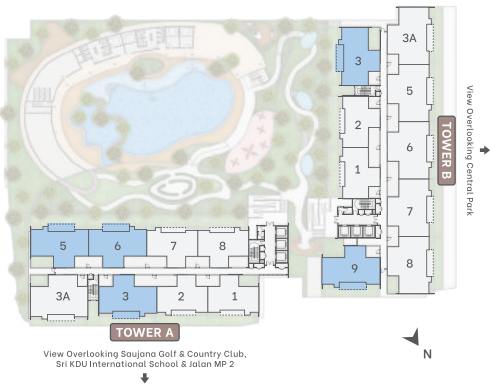 3A
3
5
2
6
1
7
8
9
TOWER B
View Overlooking Central Park
5
6
7
8
3A
3
2
1
TOWER A
View Overlooking Saujana Golf & Country Club,
Sri KDU International School & Jalan MP 2
N